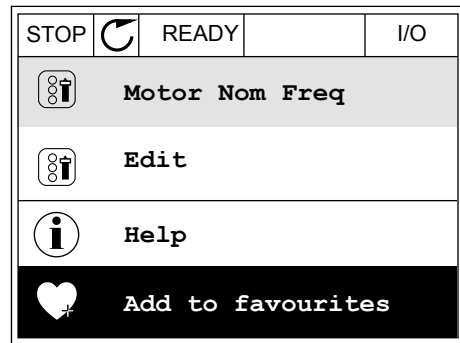 STOP READY I/O
Motor Nom Freq
Edit
Help
Add to favourites